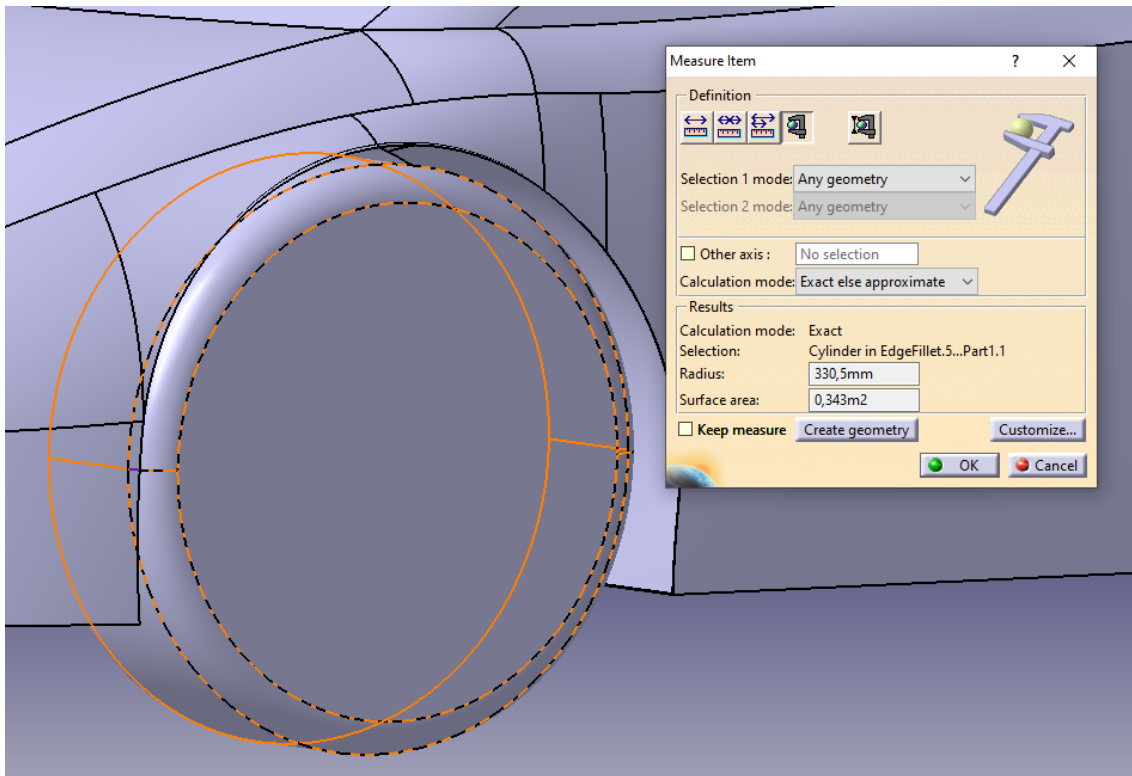 Measure Item ?
Definition
Selection 1 mode: Any geometry
Selection 2 mode: Any geometry
Other axis : No selection
Calculation mode: Exact else approximate
Results
Calculation mode: Exact
Selection: Cylinder in EdgeFillet.5...Part1.1
Radius: 330,5mm
Surface area: 0,343m2
Keep measure Create geometry Customize...
OK Cancel